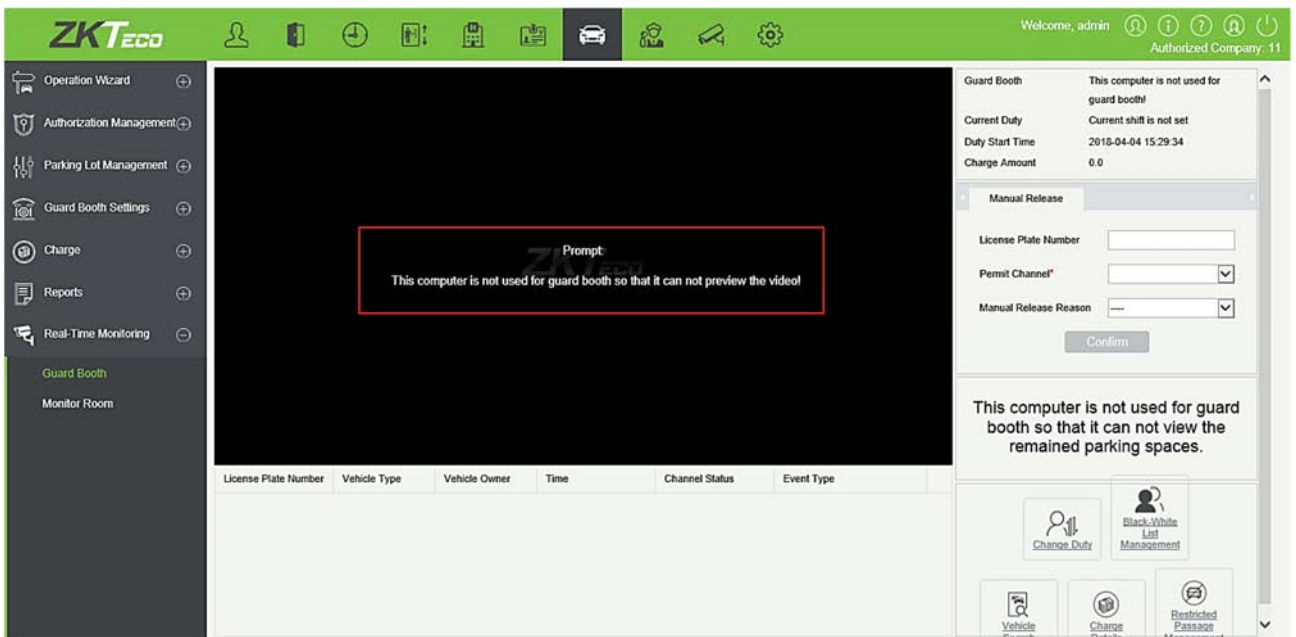 ZKTECO
Welcome, admin
Authorized Company: 11
Operation Wizard
Authorization Management
Parking Lot Management
Guard Booth Settings
Charge
Reports
Real-Time Monitoring
Guard Booth
Monitor Room
ZKTECO
Prompt:
This computer is not used for guard booth so that it can not preview the video!
License Plate Number Vehicle Type Vehicle Owner Time Channel Status Event Type
Guard Booth This computer is not used for
guard booth!
Current Duty Current shift is not set
Duty Start Time 2018-04-04 15:29:34
Charge Amount 0.0
Manual Release
License Plate Number
Permit Channel*
Manual Release Reason ----
Confirm
This computer is not used for guard
booth so that it can not view the
remained parking spaces.
Change Duty
Black-White
List
Management
Vehicle
Search
Charge
Details
Restricted
Passage
Management